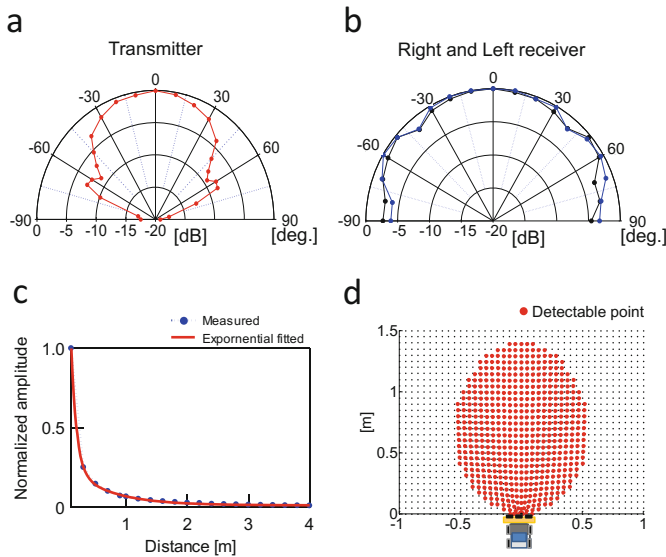 a
Transmitter
0
-30
30
-60
60
-90
90
0 -5 -10 -15 -20 [dB] [deg.]
b
Right and Left receiver
0
-30
30
-60
60
-90
90
0 -5 -10 -15 -20 [dB] [deg.]
c
Measured
Expornential fitted
Normalized amplitude
1.0
0.5
0
1 2 3 4
Distance [m]
d
Detectable point
[m]
1.5
1
0.5
0
-1 -0.5 0 0.5 1
[m]